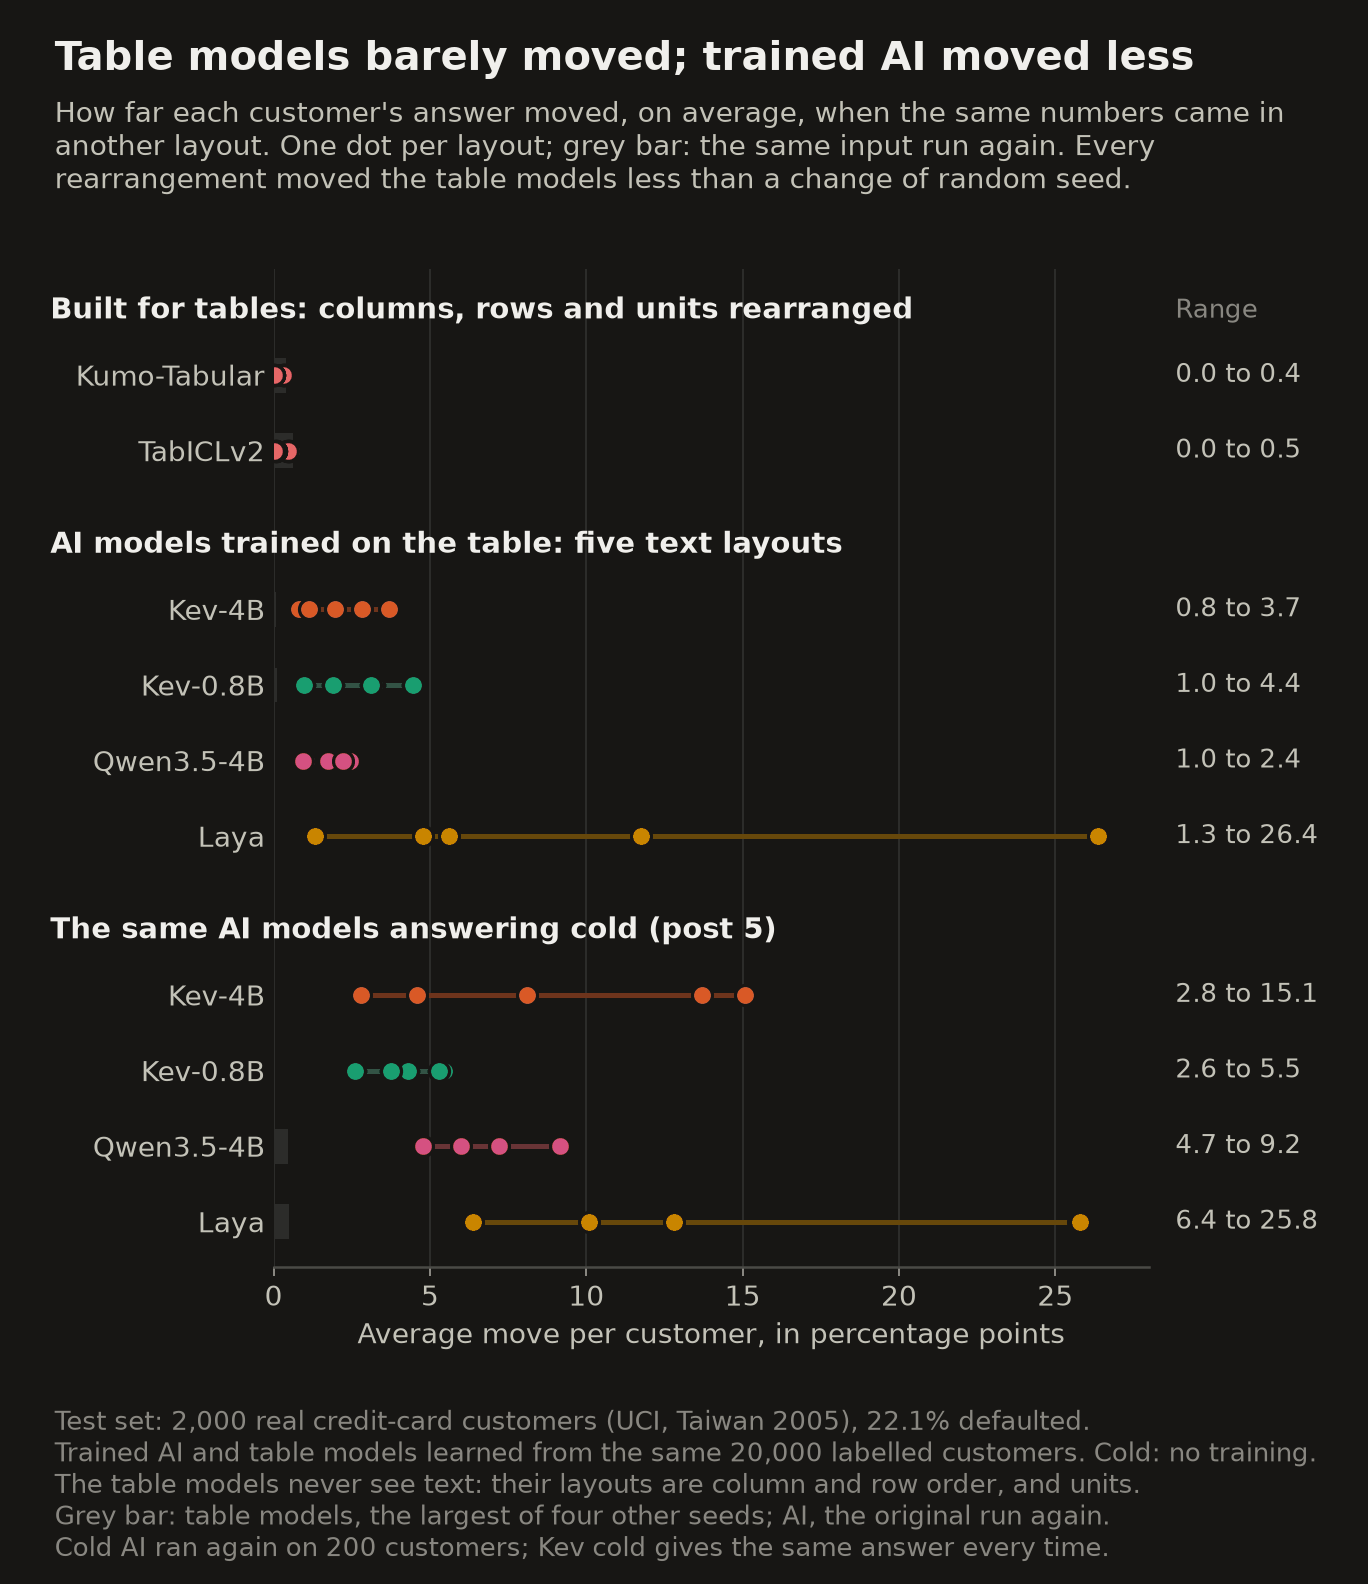 Table models barely moved; trained AI moved less
How far each customer's answer moved, on average, when the same numbers came in
another layout. One dot per layout; grey bar: the same input run again. Every
rearrangement moved the table models less than a change of random seed.
Built for tables: columns, rows and units rearranged
Range
Kumo-Tabular
0.0 to 0.4
TabICLv2
0.0 to 0.5
AI models trained on the table: five text layouts
Kev-4B
0.8 to 3.7
Kev-0.8B
1.0 to 4.4
Qwen3.5-4B
1.0 to 2.4
Laya
1.3 to 26.4
The same AI models answering cold (post 5)
Kev-4B
2.8 to 15.1
Kev-0.8B
2.6 to 5.5
Qwen3.5-4B
4.7 to 9.2
Laya
6.4 to 25.8
0 5 10 15 20 25
Average move per customer, in percentage points
Test set: 2,000 real credit-card customers (UCI, Taiwan 2005), 22.1% defaulted.
Trained AI and table models learned from the same 20,000 labelled customers. Cold: no training.
The table models never see text: their layouts are column and row order, and units.
Grey bar: table models, the largest of four other seeds; AI, the original run again.
Cold AI ran again on 200 customers; Kev cold gives the same answer every time.